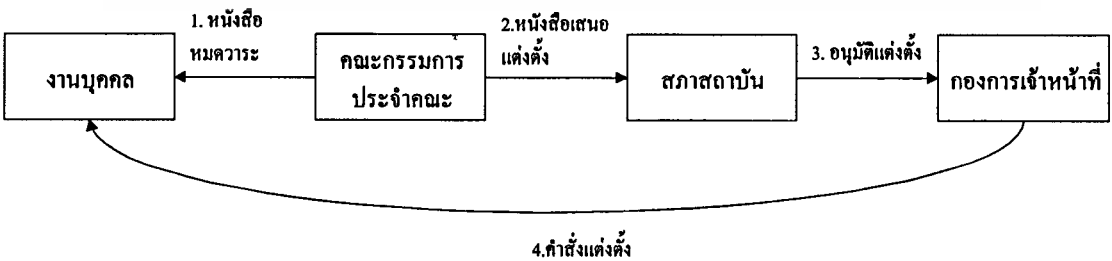 1. หนังสือ
หมดวาระ
2.หนังสือเสนอ
แต่งตั้ง
3. อนุมัติแต่งตั้ง
งานบุคคล
คณะกรรมการ
ประจำคณะ
สภาสถาบัน
กองการเจ้าหน้าที่
4.คำสั่งแต่งตั้ง